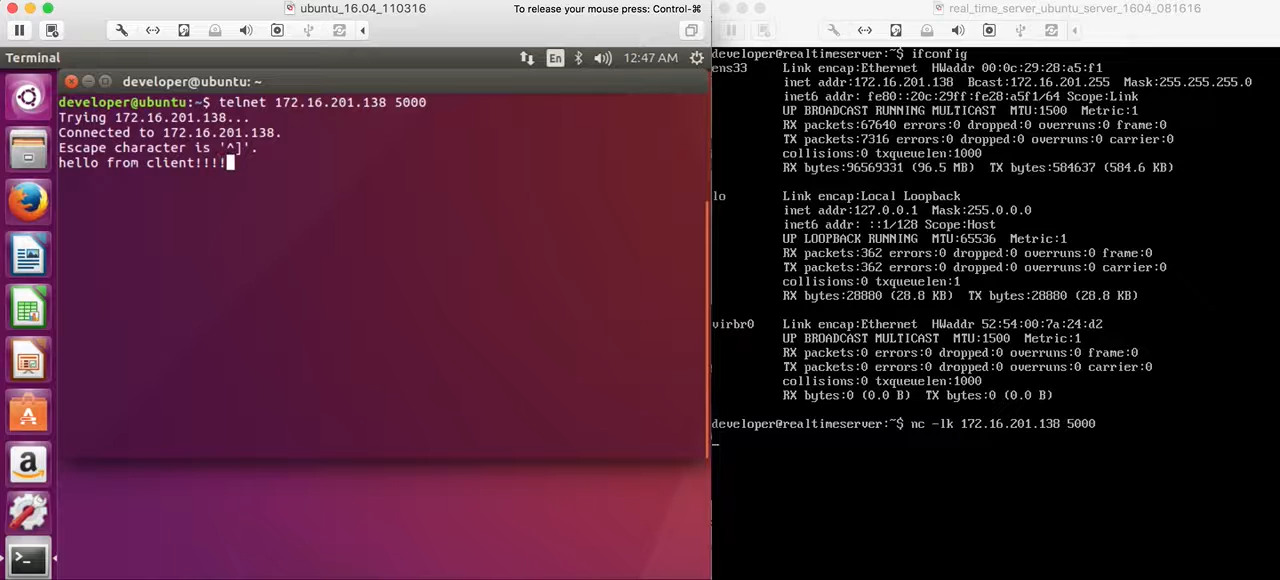 ubuntu_16.04_110316
To release your mouse press: Control-⌘
Terminal
En
12:47 AM
developer@ubuntu: ~
developer@ubuntu:~$ telnet 172.16.201.138 5000
Trying 172.16.201.138...
Connected to 172.16.201.138.
Escape character is '^]'.
hello from client!!!!
real_time_server_ubuntu_server_1604_081616
developer@realtimeserver:~$ ifconfig
ens33 Link encap:Ethernet HWaddr 00:0c:29:28:a5:f1
inet addr:172.16.201.138 Bcast:172.16.201.255 Mask:255.255.255.0
inet6 addr: fe80::20c:29ff:fe28:a5f1/64 Scope:Link
UP BROADCAST RUNNING MULTICAST MTU:1500 Metric:1
RX packets:67640 errors:0 dropped:0 overruns:0 frame:0
TX packets:7316 errors:0 dropped:0 overruns:0 carrier:0
collisions:0 txqueuelen:1000
RX bytes:96569331 (96.5 MB) TX bytes:584637 (584.6 KB)
lo Link encap:Local Loopback
inet addr:127.0.0.1 Mask:255.0.0.0
inet6 addr: ::1/128 Scope:Host
UP LOOPBACK RUNNING MTU:65536 Metric:1
RX packets:362 errors:0 dropped:0 overruns:0 frame:0
TX packets:362 errors:0 dropped:0 overruns:0 carrier:0
collisions:0 txqueuelen:1
RX bytes:28880 (28.8 KB) TX bytes:28880 (28.8 KB)
virbr0 Link encap:Ethernet HWaddr 52:54:00:7a:24:d2
UP BROADCAST MULTICAST MTU:1500 Metric:1
RX packets:0 errors:0 dropped:0 overruns:0 frame:0
TX packets:0 errors:0 dropped:0 overruns:0 carrier:0
collisions:0 txqueuelen:1000
RX bytes:0 (0.0 B) TX bytes:0 (0.0 B)
developer@realtimeserver:~$ nc -lk 172.16.201.138 5000